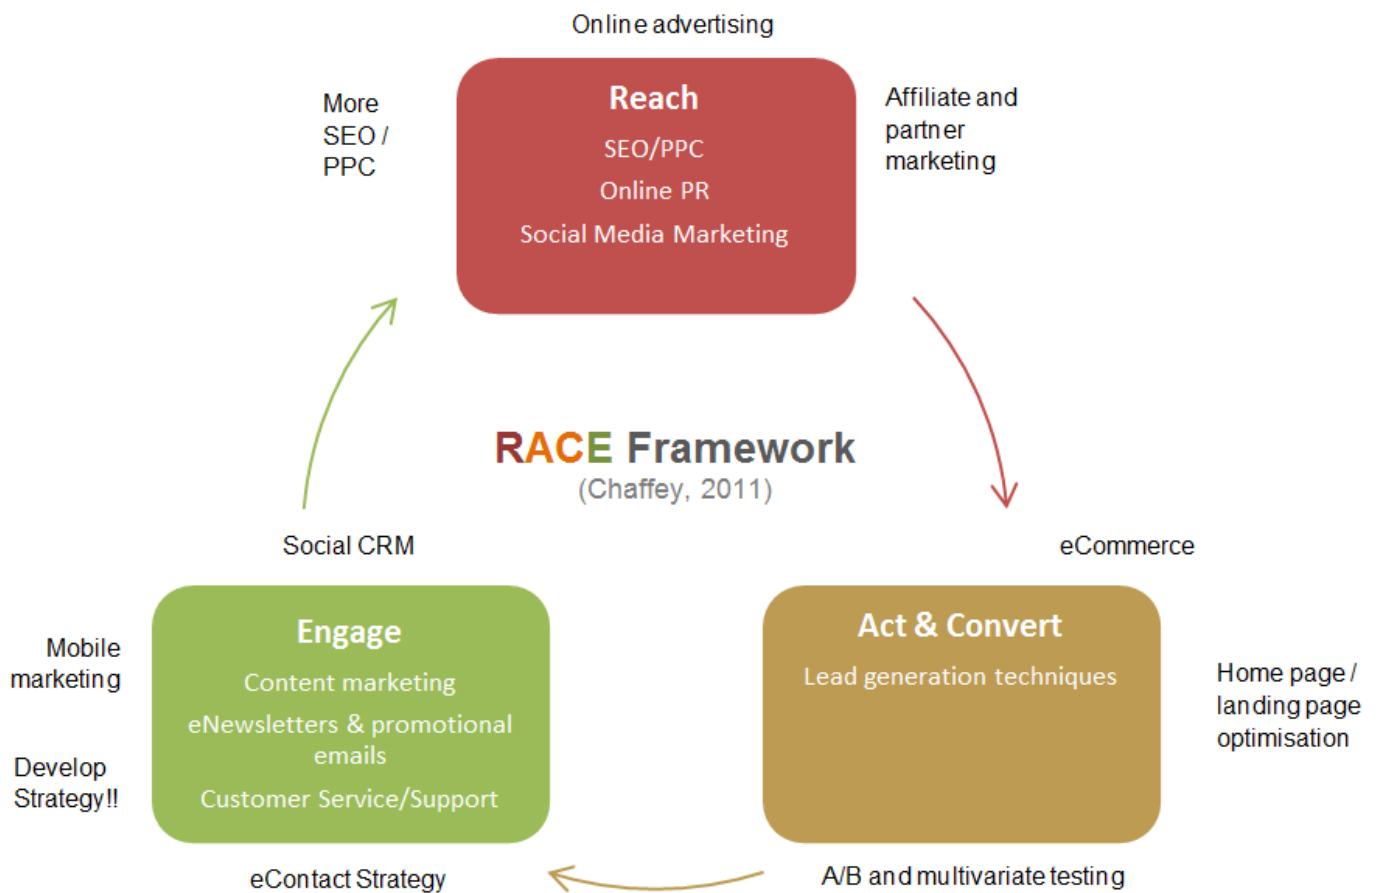 Online advertising
Reach
SEO/PPC
Online PR
Social Media Marketing
More
SEO /
PPC
Affiliate and
partner
marketing
RACE Framework
(Chaffey, 2011)
Social CRM
eCommerce
Engage
Content marketing
eNewsletters & promotional
emails
Customer Service/Support
Mobile
marketing
Develop
Strategy!!
eContact Strategy
Act & Convert
Lead generation techniques
Home page /
landing page
optimisation
A/B and multivariate testing